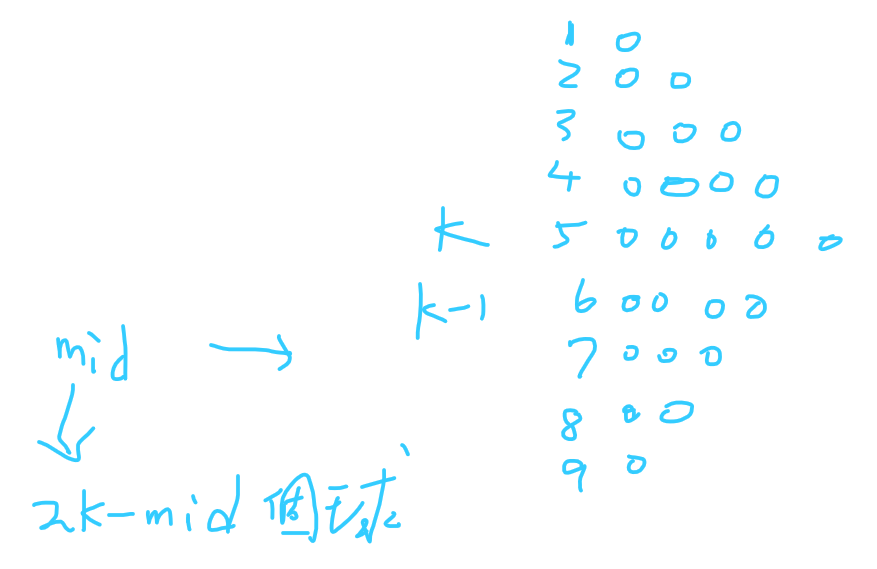 1 o
2 o o
3 o o o
4 o o o o
k 5 o o o o o
k-1 6 o o o o
mid → 7 o o o
8 o o
9 o
2k-mid 個球